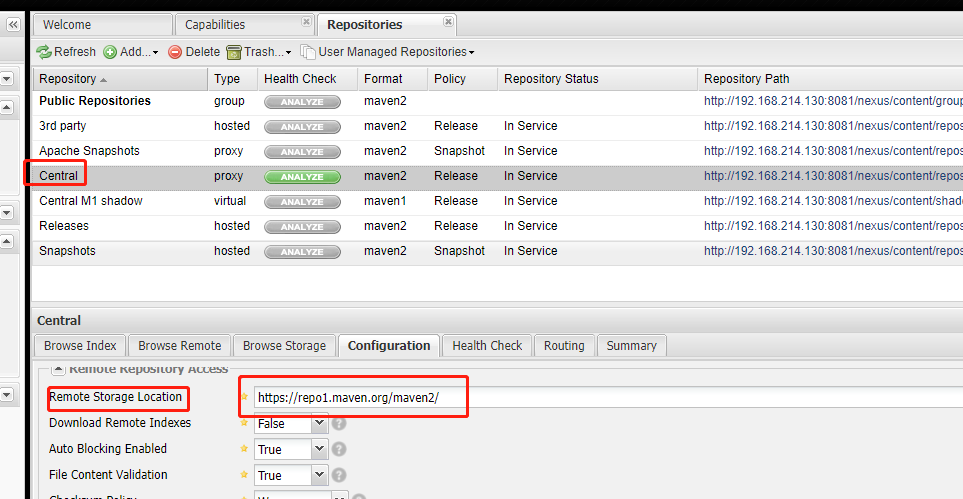 Welcome Capabilities Repositories
Refresh Add... Delete Trash... User Managed Repositories
Repository Type Health Check Format Policy Repository Status Repository Path
Public Repositories group ANALYZE maven2 http://192.168.214.130:8081/nexus/content/group
3rd party hosted ANALYZE maven2 Release In Service http://192.168.214.130:8081/nexus/content/repos
Apache Snapshots proxy ANALYZE maven2 Snapshot In Service http://192.168.214.130:8081/nexus/content/repos
Central proxy ANALYZE maven2 Release In Service http://192.168.214.130:8081/nexus/content/repos
Central M1 shadow virtual ANALYZE maven1 Release In Service http://192.168.214.130:8081/nexus/content/shado
Releases hosted ANALYZE maven2 Release In Service http://192.168.214.130:8081/nexus/content/repos
Snapshots hosted ANALYZE maven2 Snapshot In Service http://192.168.214.130:8081/nexus/content/repos
Central
Browse Index Browse Remote Browse Storage Configuration Health Check Routing Summary
Remote Repository Access
Remote Storage Location https://repo1.maven.org/maven2/
Download Remote Indexes False
Auto Blocking Enabled True
File Content Validation True
Checksum Policy